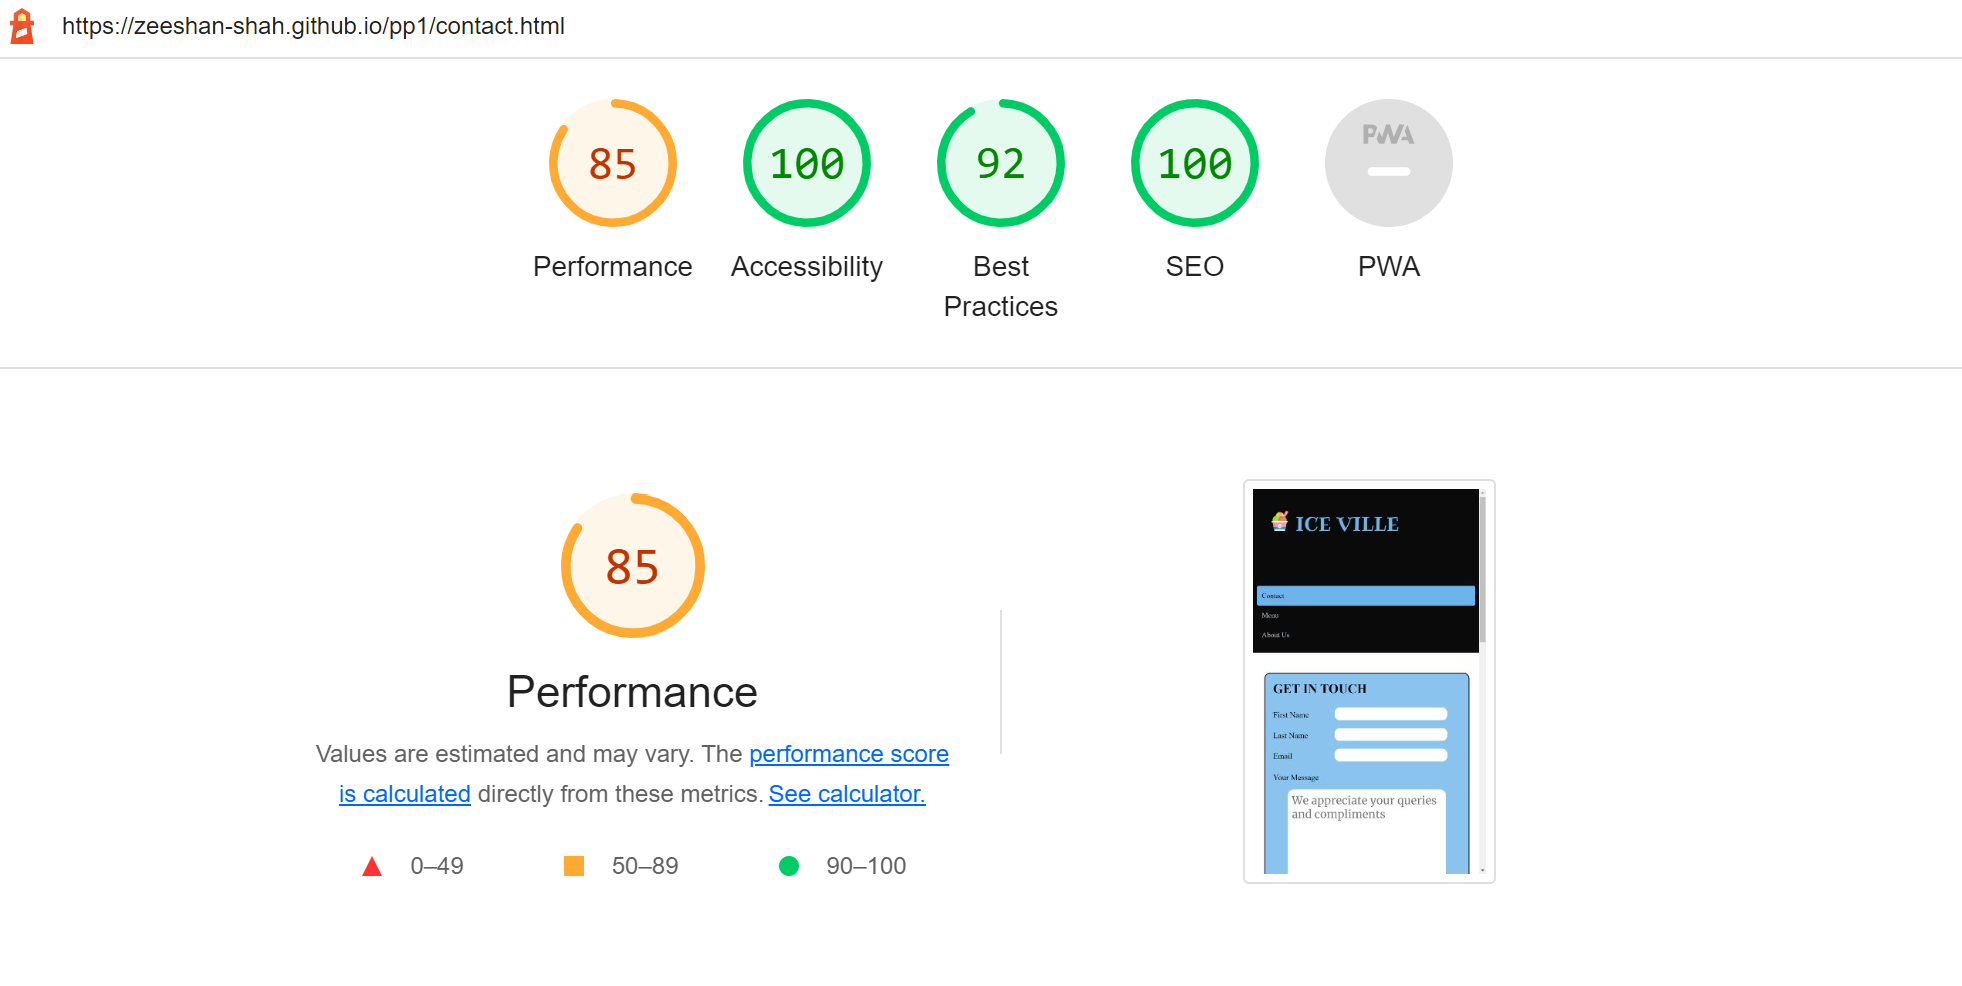 https://zeeshan-shah.github.io/pp1/contact.html
85
100
92
100
PWA
Performance
Accessibility
Best
Practices
SEO
PWA
85
Performance
Values are estimated and may vary. The performance score
is calculated directly from these metrics. See calculator.
0–49
50–89
90–100
ICE VILLE
Contact
Menu
About Us
GET IN TOUCH
First Name
Last Name
Email
Your Message
We appreciate your queries
and compliments